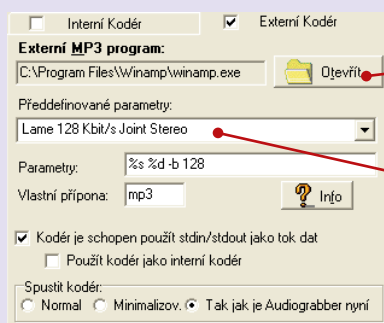 Interní Kodér
Externí Kodér
Externí MP3 program:
C:\Program Files\Winamp\winamp.exe
Otevřít
Předdefinované parametry:
Lame 128 Kbit/s Joint Stereo
Parametry:
%s %d -b 128
Vlastní přípona:
mp3
Info
Kodér je schopen použít stdin/stdout jako tok dat
Použít kodér jako interní kodér
Spustit kodér:
Normal
Minimalizov.
Tak jak je Audiograbber nyní